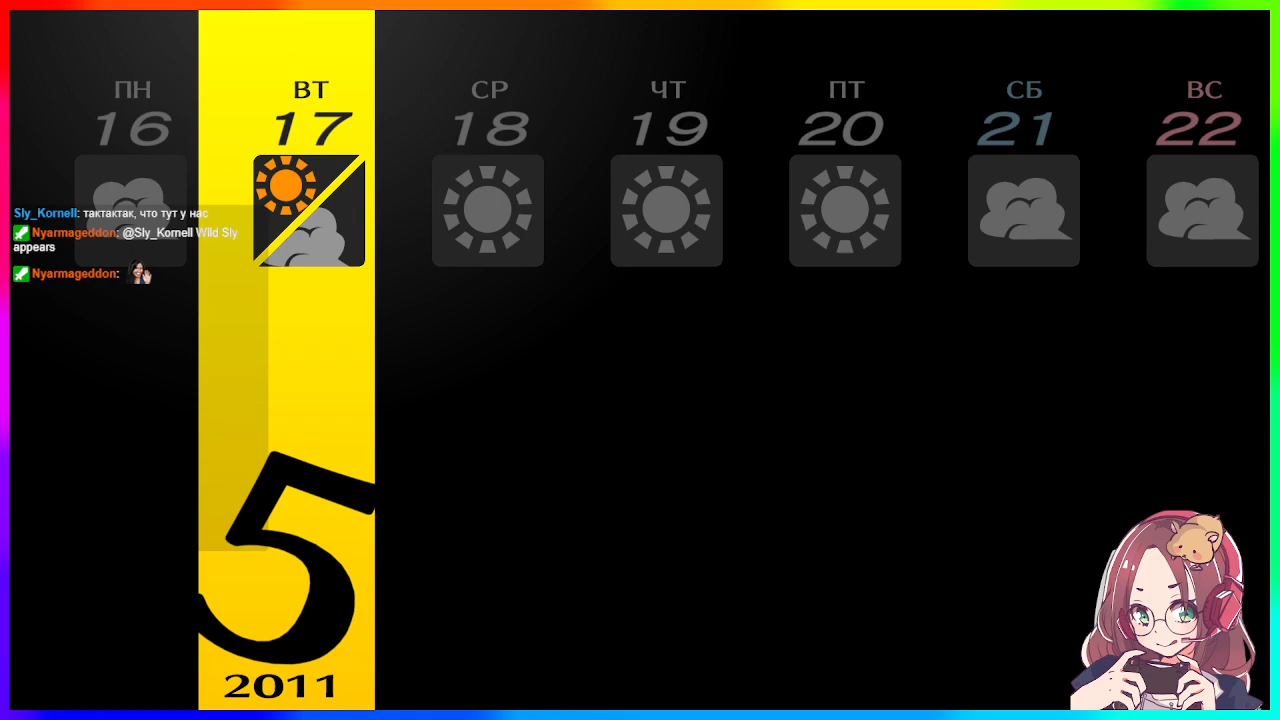 ПН ВТ СР ЧТ ПТ СБ ВС
16 17 18 19 20 21 22
Sly_Kornell: тактактак, что тут у нас
Nyarmageddon: @Sly_Kornell Wild Sly
appears
Nyarmageddon:
5
2011